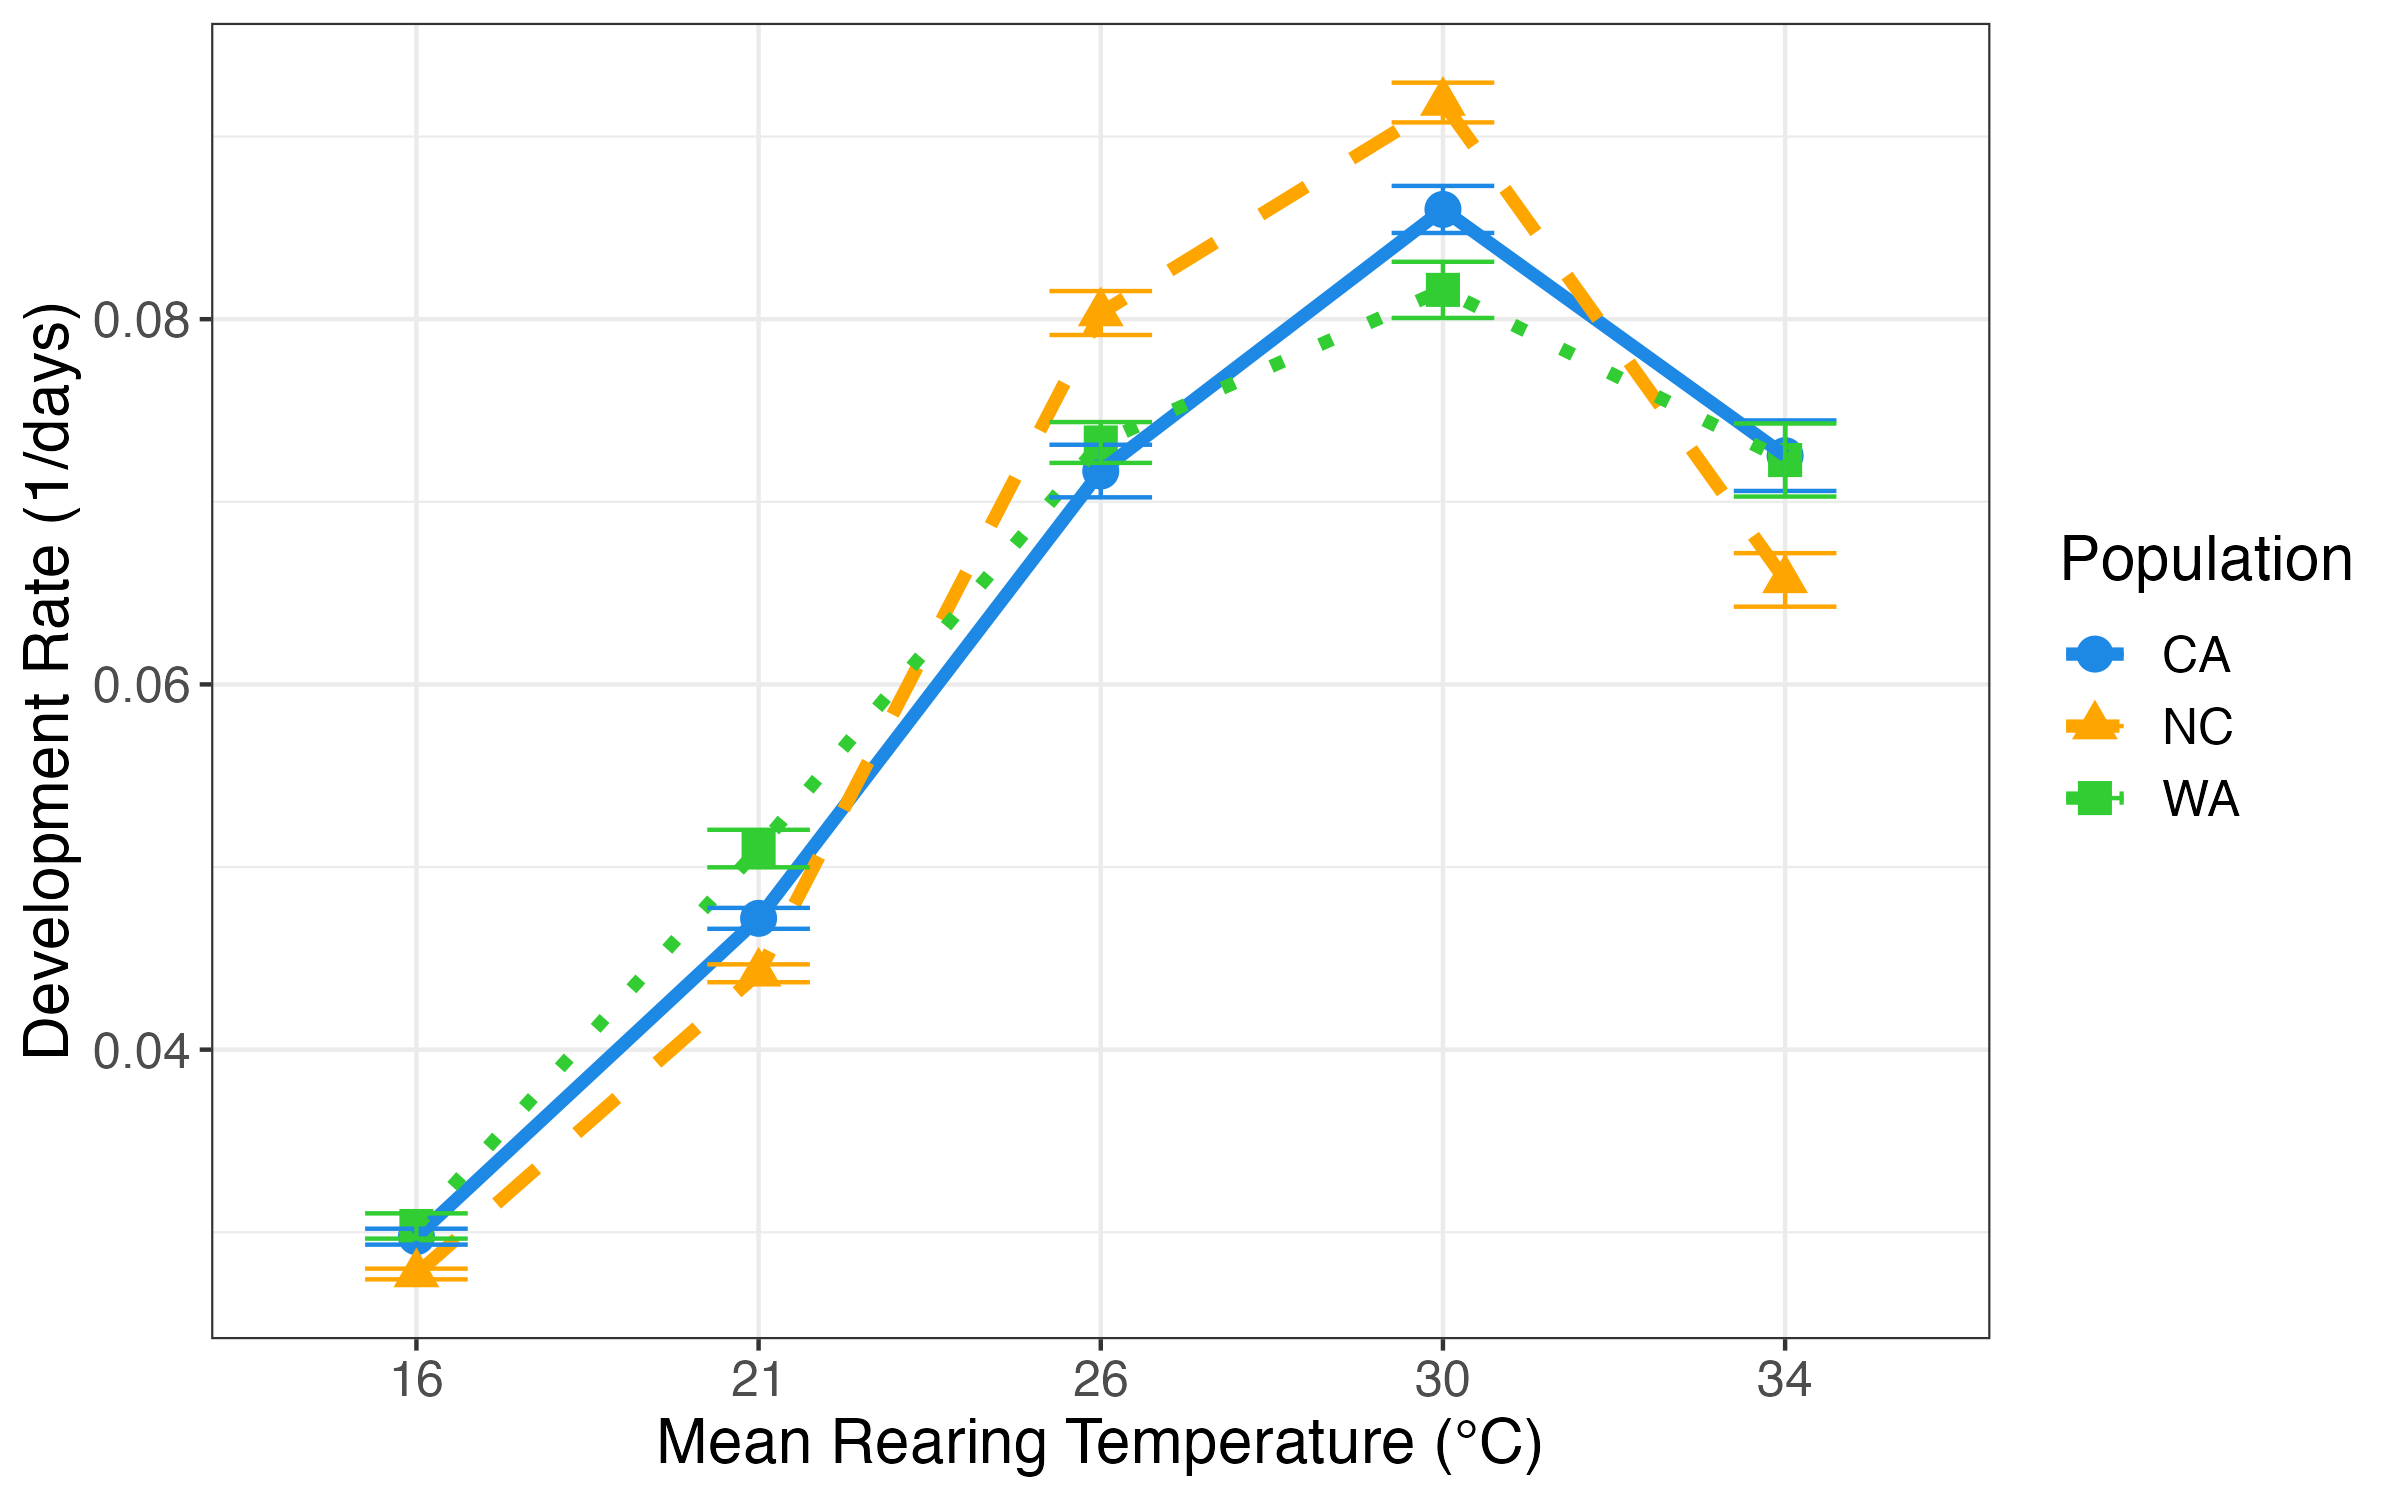 Development Rate (1/days)
0.08
0.06
0.04
16 21 26 30 34
Mean Rearing Temperature (°C)
Population
CA
NC
WA